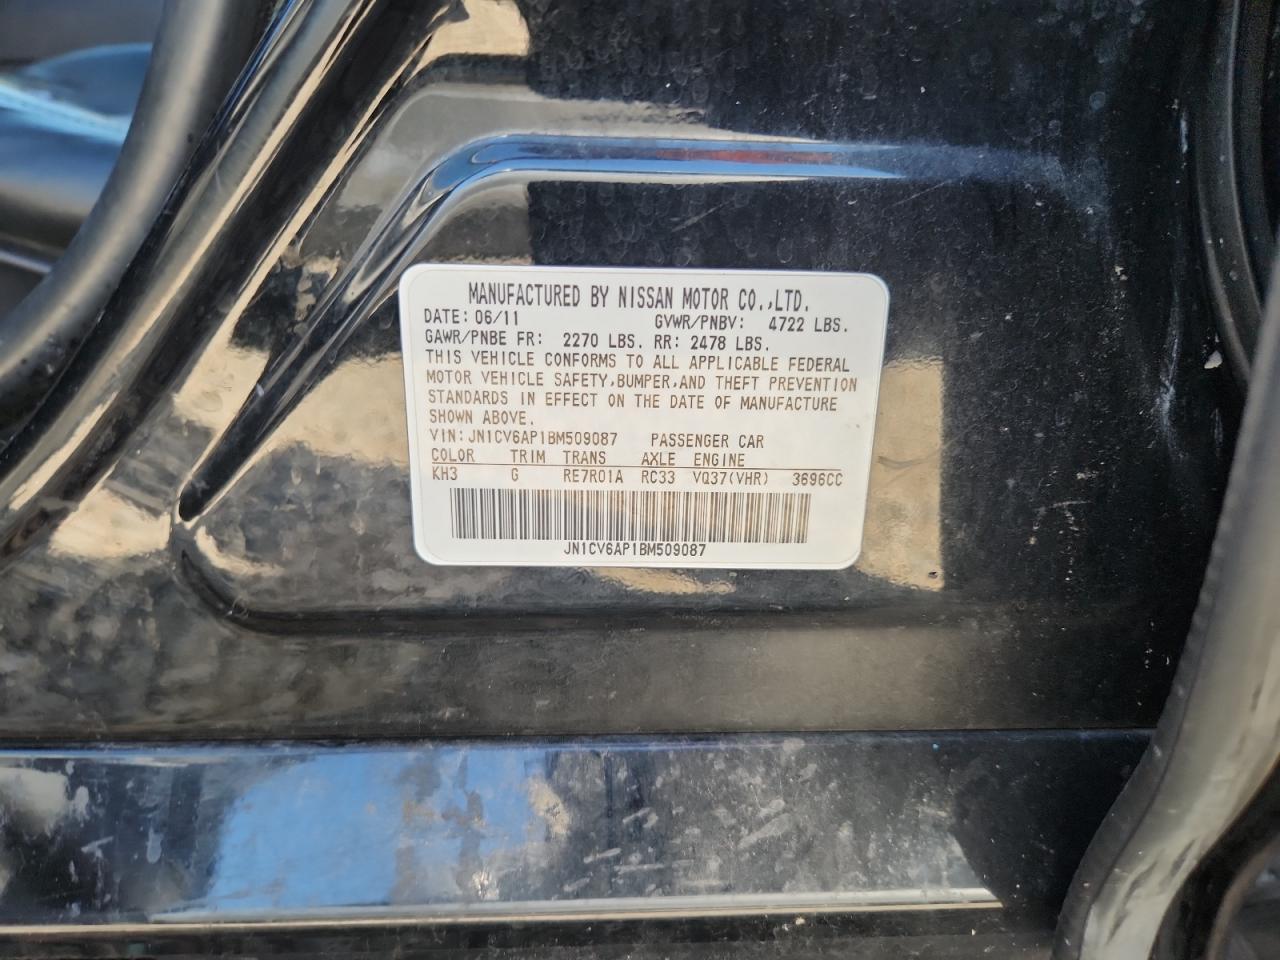 MANUFACTURED BY NISSAN MOTOR CO.,LTD.
DATE: 06/11 GVWR/PNBV: 4722 LBS.
GAWR/PNBE FR: 2270 LBS. RR: 2478 LBS.
THIS VEHICLE CONFORMS TO ALL APPLICABLE FEDERAL
MOTOR VEHICLE SAFETY,BUMPER,AND THEFT PREVENTION
STANDARDS IN EFFECT ON THE DATE OF MANUFACTURE
SHOWN ABOVE.
VIN: JN1CV6AP1BM509087 PASSENGER CAR
COLOR TRIM TRANS AXLE ENGINE
KH3 G RE7R01A RC33 VQ37(VHR) 3696CC
JN1CV6AP1BM509087